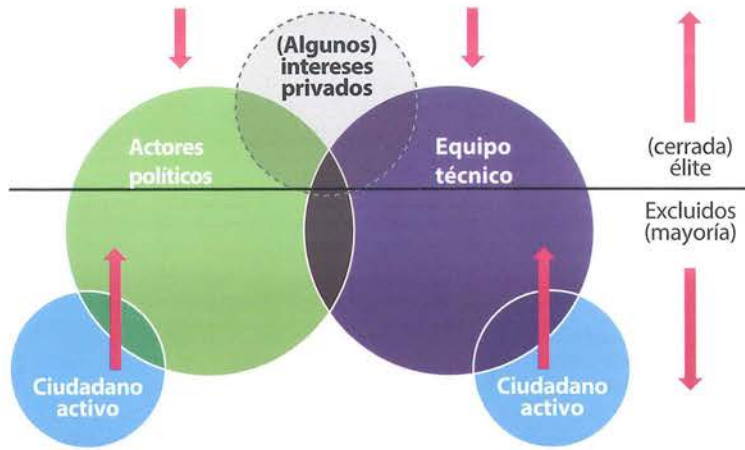 (Algunos)
intereses
privados
Actores
políticos
Equipo
técnico
(cerrada)
élite
Excluidos
(mayoría)
Ciudadano
activo
Ciudadano
activo